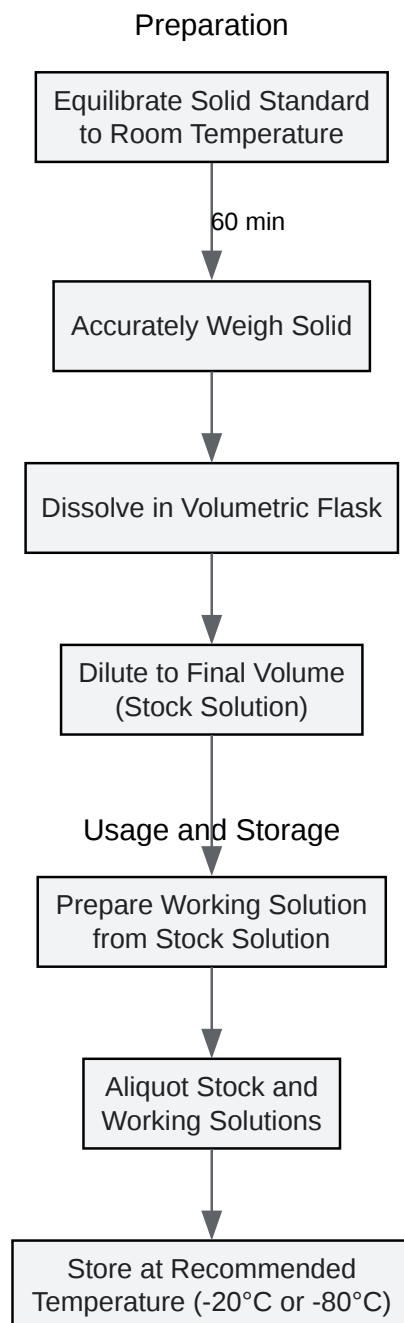 Preparation
Equilibrate Solid Standard
to Room Temperature
60 min
Accurately Weigh Solid
Dissolve in Volumetric Flask
Dilute to Final Volume
(Stock Solution)
Usage and Storage
Prepare Working Solution
from Stock Solution
Aliquot Stock and
Working Solutions
Store at Recommended
Temperature (-20°C or -80°C)